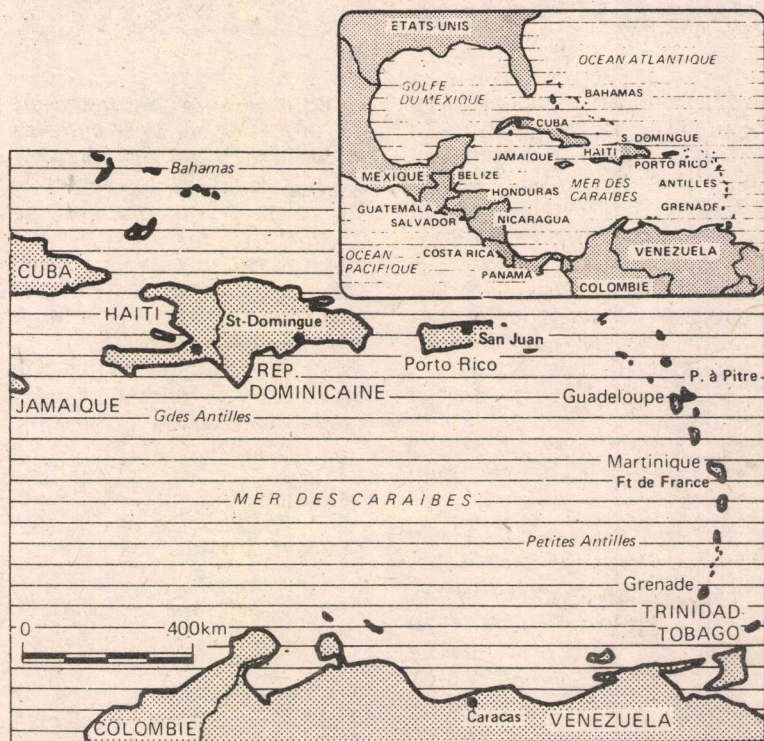 ETATS UNIS
OCEAN ATLANTIQUE
GOLFE
DU MEXIQUE
BAHAMAS
CUBA
S. DOMINGUE
JAMAIQUE
HAITI
PORTO RICO
MEXIQUE
BELIZE
MER DES
CARAIBES
ANTILLES
HONDURAS
GRENADE
GUATEMALA
SALVADOR
NICARAGUA
OCEAN
PACIFIQUE
COSTA RICA
VENEZUELA
PANAMA
COLOMBIE
Bahamas
CUBA
HAITI
St-Domingue
San Juan
REP.
DOMINICAINE
Porto Rico
P. à Pitre
JAMAIQUE
Gdes Antilles
Guadeloupe
Martinique
Ft de France
MER DES CARAIBES
Petites Antilles
Grenade
TRINIDAD
TOBAGO
0 400km
COLOMBIE
Caracas
VENEZUELA